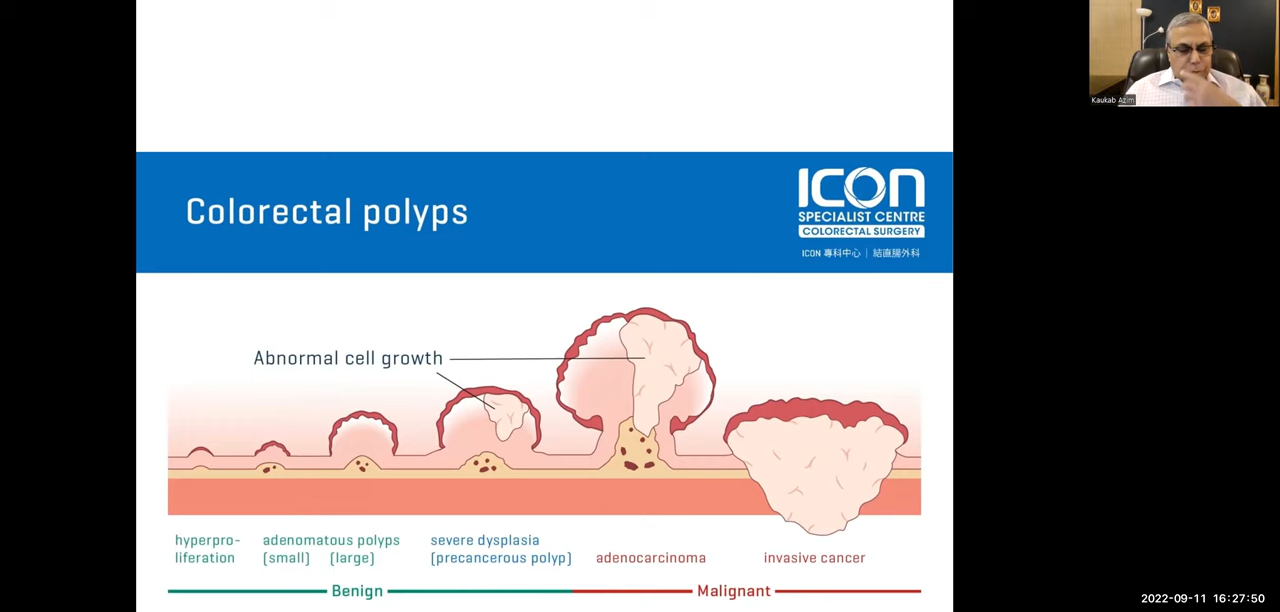 Kaukab Azim
Colorectal polyps
ICON
SPECIALIST CENTRE
COLORECTAL SURGERY
ICON 專科中心 | 結直腸外科
Abnormal cell growth
hyperpro-
liferation
adenomatous polyps
(small) (large)
severe dysplasia
(precancerous polyp)
adenocarcinoma
invasive cancer
Benign
Malignant
2022-09-11 16:27:50